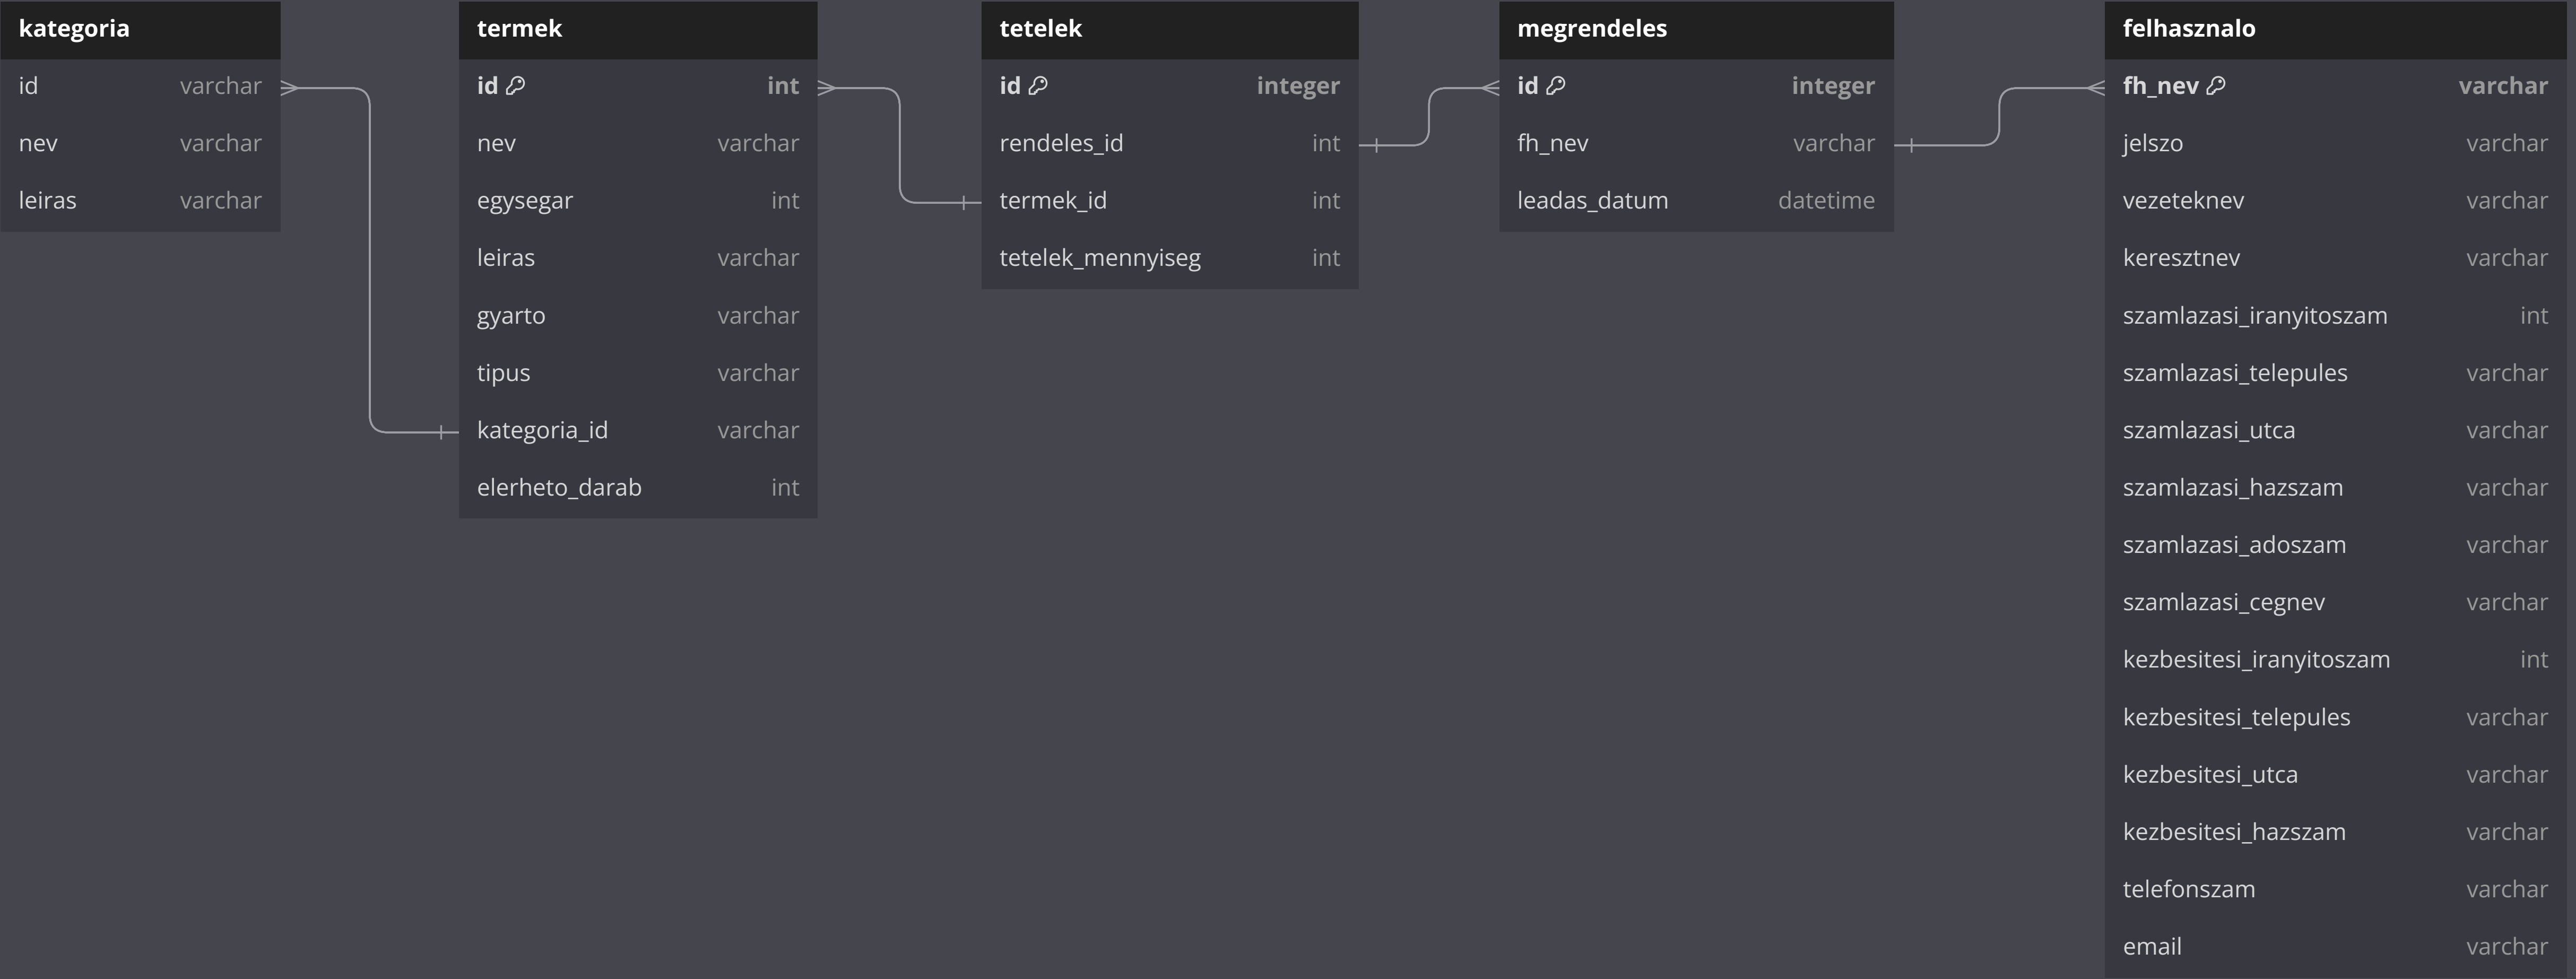 kategoria
id varchar
nev varchar
leiras varchar
termek
id int
nev varchar
egysegar int
leiras varchar
gyarto varchar
tipus varchar
kategoria_id varchar
elerheto_darab int
tetelek
id integer
rendeles_id int
termek_id int
tetelek_mennyiseg int
megrendeles
id integer
fh_nev varchar
leadas_datum datetime
felhasznalo
fh_nev varchar
jelszo varchar
vezeteknev varchar
keresztnev varchar
szamlazasi_iranyitoszam int
szamlazasi_telepules varchar
szamlazasi_utca varchar
szamlazasi_hazszam varchar
szamlazasi_adoszam varchar
szamlazasi_cegnev varchar
kezbesitesi_iranyitoszam int
kezbesitesi_telepules varchar
kezbesitesi_utca varchar
kezbesitesi_hazszam varchar
telefonszam varchar
email varchar